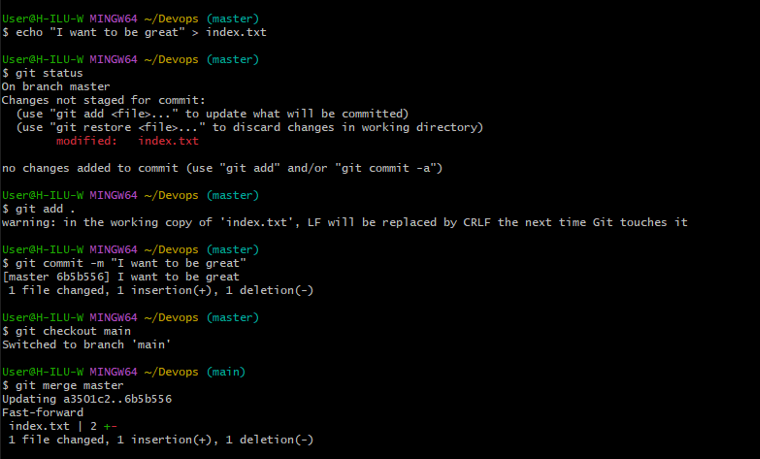 User@H-ILU-W MINGW64 ~/Devops (master)
$ echo "I want to be great" > index.txt
User@H-ILU-W MINGW64 ~/Devops (master)
$ git status
On branch master
Changes not staged for commit:
  (use "git add <file>..." to update what will be committed)
  (use "git restore <file>..." to discard changes in working directory)
        modified:   index.txt
no changes added to commit (use "git add" and/or "git commit -a")
User@H-ILU-W MINGW64 ~/Devops (master)
$ git add .
warning: in the working copy of 'index.txt', LF will be replaced by CRLF the next time Git touches it
User@H-ILU-W MINGW64 ~/Devops (master)
$ git commit -m "I want to be great"
[master 6b5b556] I want to be great
 1 file changed, 1 insertion(+), 1 deletion(-)
User@H-ILU-W MINGW64 ~/Devops (master)
$ git checkout main
Switched to branch 'main'
User@H-ILU-W MINGW64 ~/Devops (main)
$ git merge master
Updating a3501c2..6b5b556
Fast-forward
 index.txt | 2 +-
 1 file changed, 1 insertion(+), 1 deletion(-)